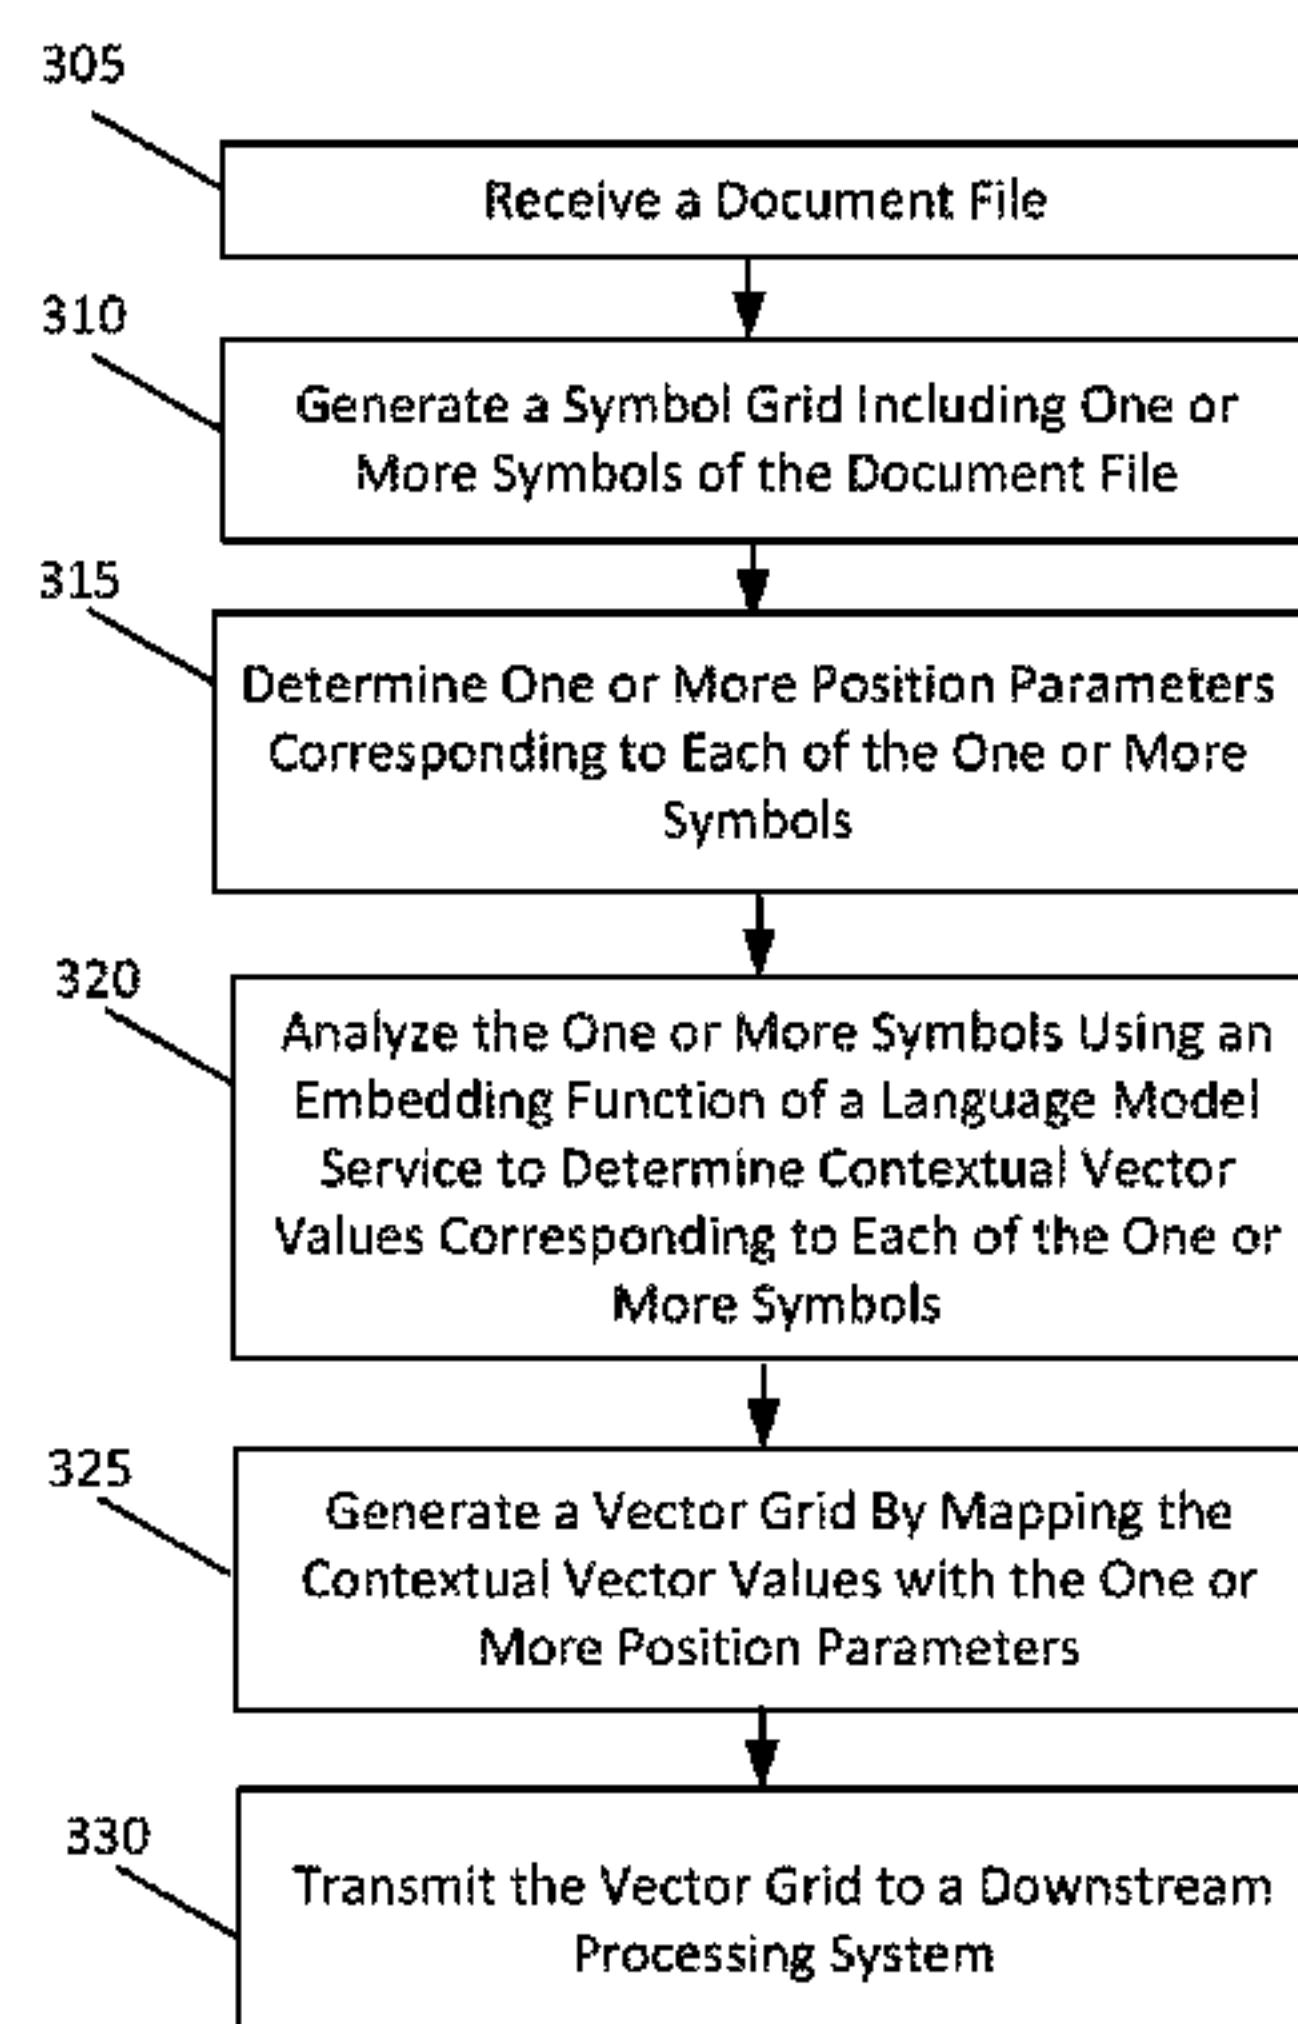 305
Receive a Document File
310
Generate a Symbol Grid Including One or
More Symbols of the Document File
315
Determine One or More Position Parameters
Corresponding to Each of the One or More
Symbols
320
Analyze the One or More Symbols Using an
Embedding Function of a Language Model
Service to Determine Contextual Vector
Values Corresponding to Each of the One or
More Symbols
325
Generate a Vector Grid By Mapping the
Contextual Vector Values with the One or
More Position Parameters
330
Transmit the Vector Grid to a Downstream
Processing System